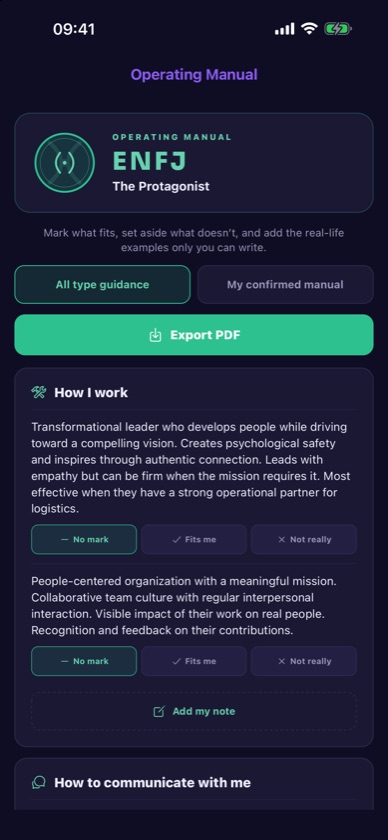 09:41
Operating Manual
OPERATING MANUAL
ENFJ
The Protagonist
Mark what fits, set aside what doesn't, and add the real-life
examples only you can write.
All type guidance
My confirmed manual
Export PDF
How I work
Transformational leader who develops people while driving
toward a compelling vision. Creates psychological safety
and inspires through authentic connection. Leads with
empathy but can be firm when the mission requires it. Most
effective when they have a strong operational partner for
logistics.
No mark
Fits me
Not really
People-centered organization with a meaningful mission.
Collaborative team culture with regular interpersonal
interaction. Visible impact of their work on real people.
Recognition and feedback on their contributions.
No mark
Fits me
Not really
Add my note
How to communicate with me